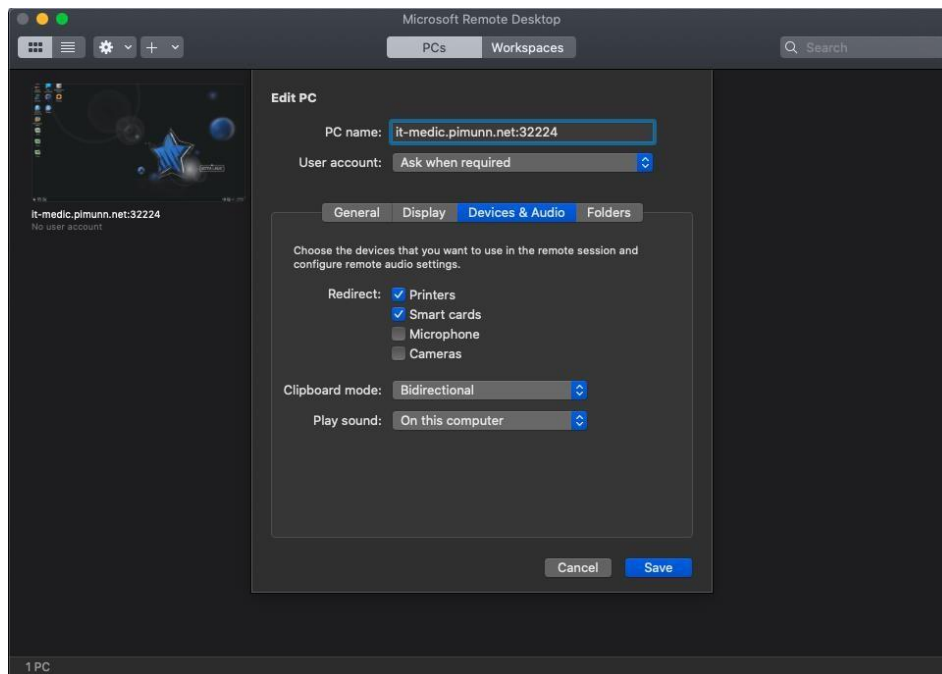 Microsoft Remote Desktop
PCs Workspaces Search
Edit PC
PC name: it-medic.pimunn.net:32224
User account: Ask when required
it-medic.pimunn.net:32224
No user account
General Display Devices & Audio Folders
Choose the devices that you want to use in the remote session and
configure remote audio settings.
Redirect: Printers
Smart cards
Microphone
Cameras
Clipboard mode: Bidirectional
Play sound: On this computer
Cancel Save
1 PC